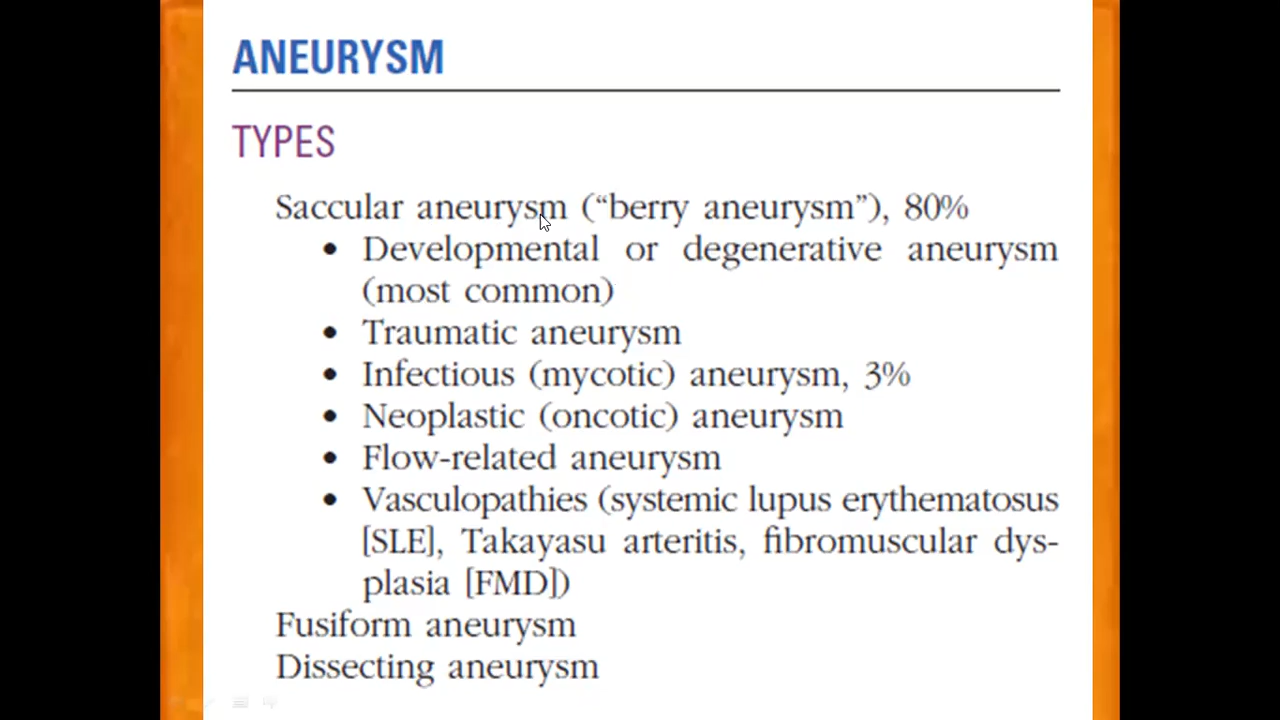 ANEURYSM
TYPES
Saccular aneurysm (“berry aneurysm”), 80%
• Developmental or degenerative aneurysm
(most common)
• Traumatic aneurysm
• Infectious (mycotic) aneurysm, 3%
• Neoplastic (oncotic) aneurysm
• Flow-related aneurysm
• Vasculopathies (systemic lupus erythematosus
[SLE], Takayasu arteritis, fibromuscular dys-
plasia [FMD])
Fusiform aneurysm
Dissecting aneurysm